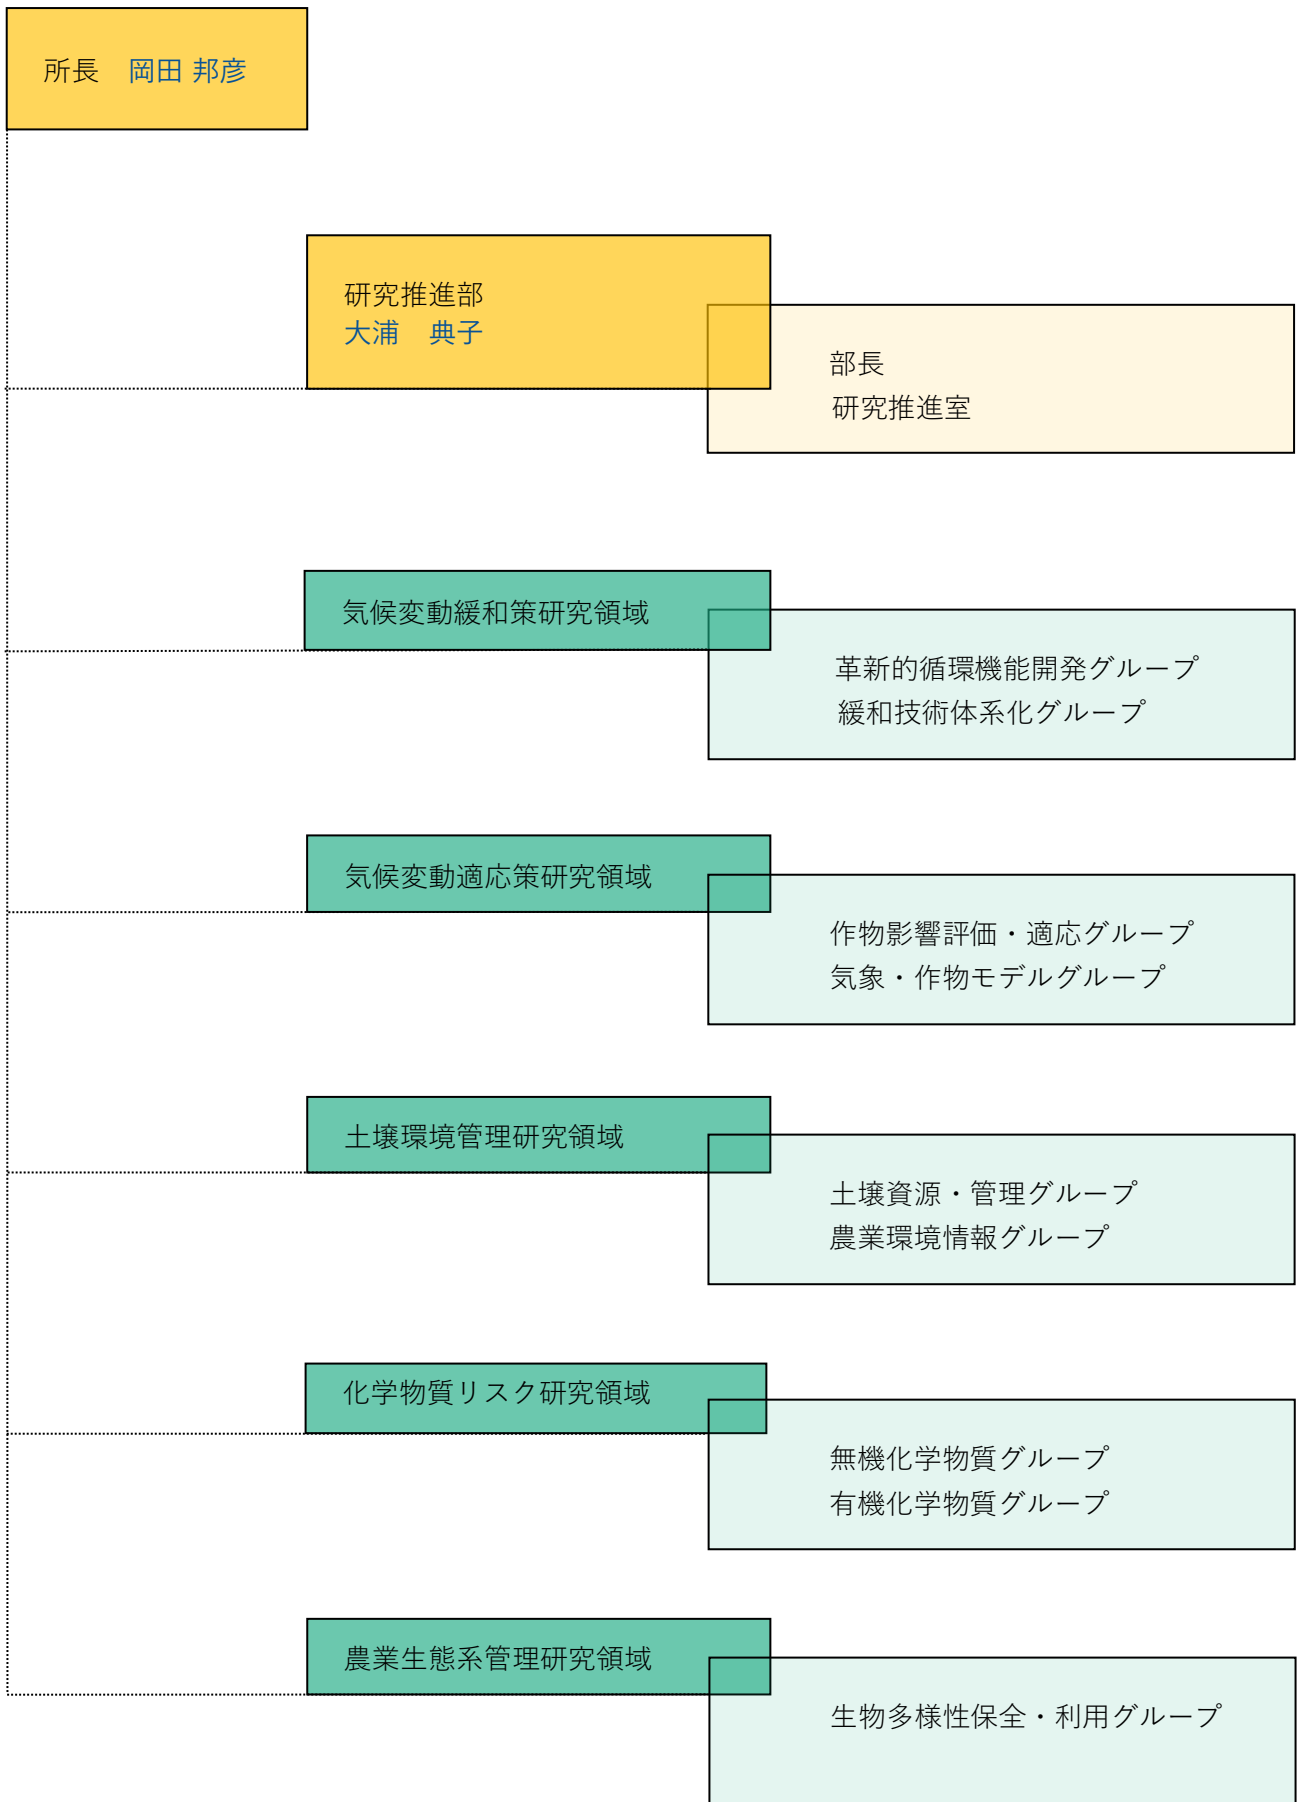 所長　岡田 邦彦
研究推進部
大浦　典子
部長
研究推進室
気候変動緩和策研究領域
革新的循環機能開発グループ
緩和技術体系化グループ
気候変動適応策研究領域
作物影響評価・適応グループ
気象・作物モデルグループ
土壌環境管理研究領域
土壌資源・管理グループ
農業環境情報グループ
化学物質リスク研究領域
無機化学物質グループ
有機化学物質グループ
農業生態系管理研究領域
生物多様性保全・利用グループ